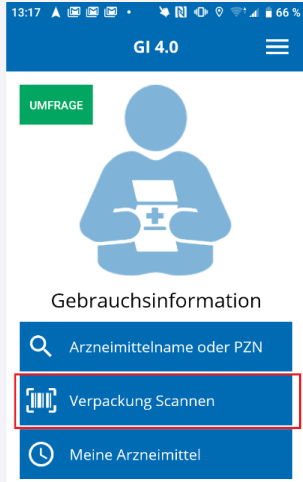 13:17
66 %
GI 4.0
UMFRAGE
Gebrauchsinformation
Arzneimittelname oder PZN
Verpackung Scannen
Meine Arzneimittel